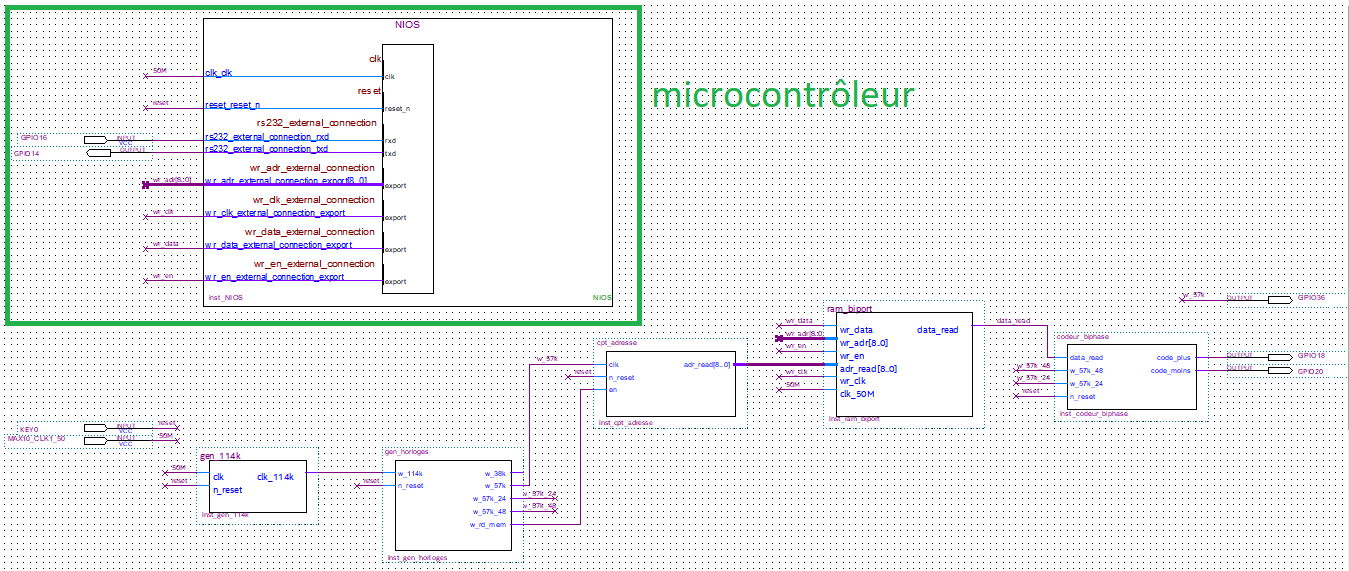 NIOS
clk
50M
clk_clk
clk
reset
reset
reset_reset_n
reset_n
rs232_external_connection
GPIO16
INPUT
VCC
rs232_external_connection_rxd
rxd
GPIO14
OUTPUT
rs232_external_connection_txd
txd
wr_adr_external_connection
wr_adr[8..0]
wr_adr_external_connection_export[8..0]
export
wr_clk_external_connection
wr_clk
wr_clk_external_connection_export
export
wr_data_external_connection
wr_data
wr_data_external_connection_export
export
wr_en_external_connection
wr_en
wr_en_external_connection_export
export
inst_NIOS
NIOS
microcontrôleur
w_57k
OUTPUT
GPIO36
ram_biport
wr_data
wr_data
data_read
data_read
wr_adr[8..0]
wr_adr[8..0]
wr_en
wr_en
adr_read[8..0]
wr_clk
wr_clk
50M
clk_50M
inst_ram_biport
codeur_biphase
data_read
code_plus
OUTPUT
GPIO18
w_57k_48
w_57k_48
code_moins
OUTPUT
GPIO20
w_57k_24
w_57k_24
reset
n_reset
inst_codeur_biphase
cpt_adresse
w_57k
clk
adr_read[8..0]
reset
n_reset
en
inst_cpt_adresse
KEY0
INPUT
VCC
reset
MAX10_CLK1_50
INPUT
VCC
50M
gen_114k
50M
clk
clk_114k
reset
n_reset
inst_gen_114k
gen_horloges
w_114k
w_38k
reset
n_reset
w_57k
w_57k_24
w_57k_24
w_57k_48
w_57k_48
w_rd_mem
inst_gen_horloges